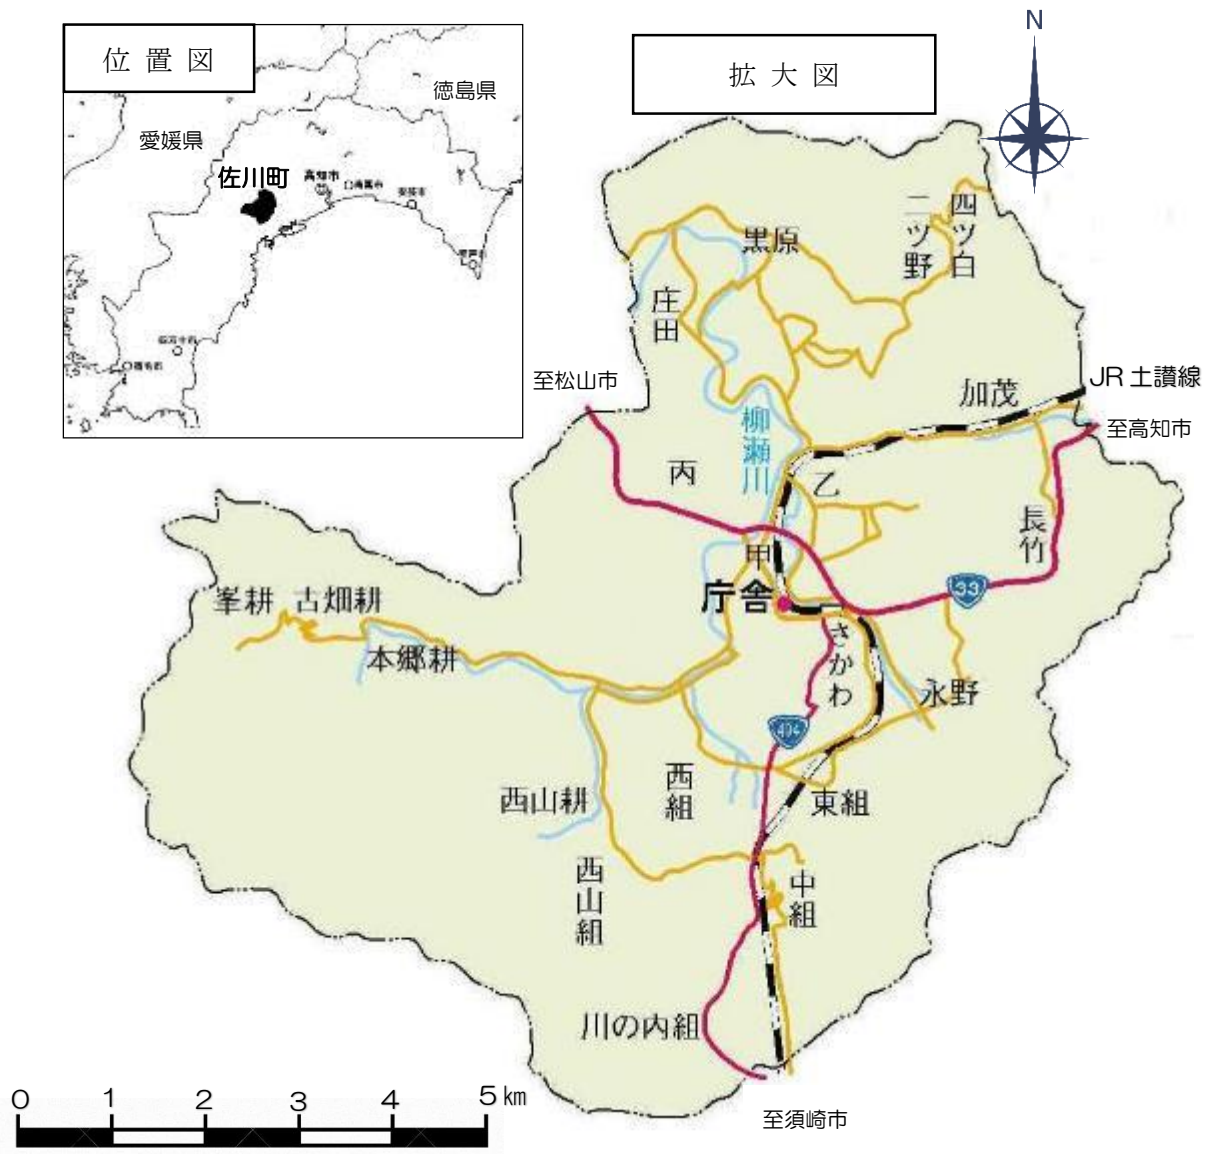 位置図
徳島県
愛媛県
佐川町
高知市
拡大図
N
四ツ白
二ツ野
黒原
庄田
至松山市
JR土讃線
加茂
至高知市
柳瀬川
丙
乙
長竹
甲
33
庁舎
峯耕
古畑耕
さかわ
本郷耕
永野
494
西組
西山耕
東組
西山組
中組
川の内組
0 1 2 3 4 5km
至須崎市